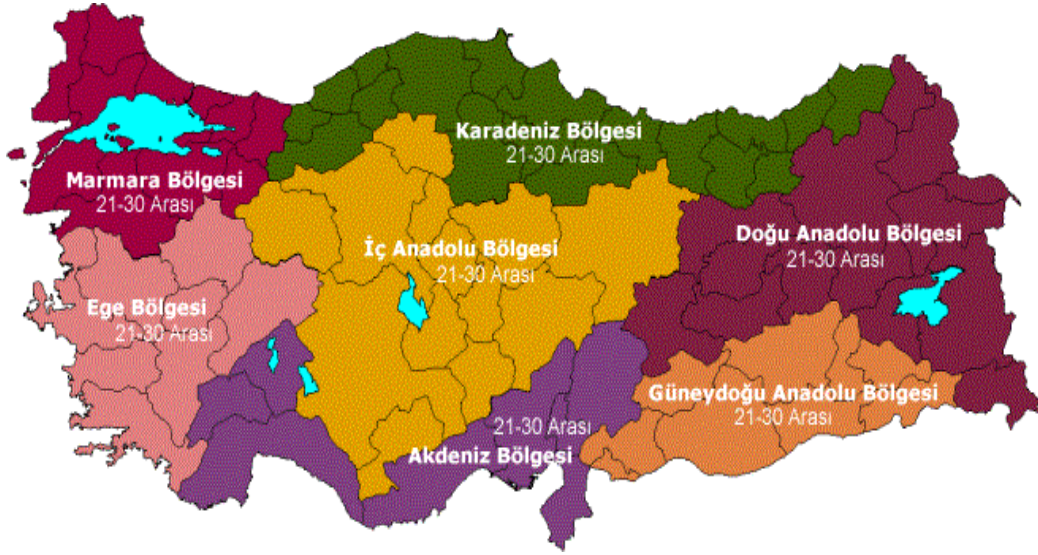 Karadeniz Bölgesi
21-30 Arası
Marmara Bölgesi
21-30 Arası
İç Anadolu Bölgesi
21-30 Arası
Doğu Anadolu Bölgesi
21-30 Arası
Ege Bölgesi
21-30 Arası
Güneydoğu Anadolu Bölgesi
21-30 Arası
21-30 Arası
Akdeniz Bölgesi